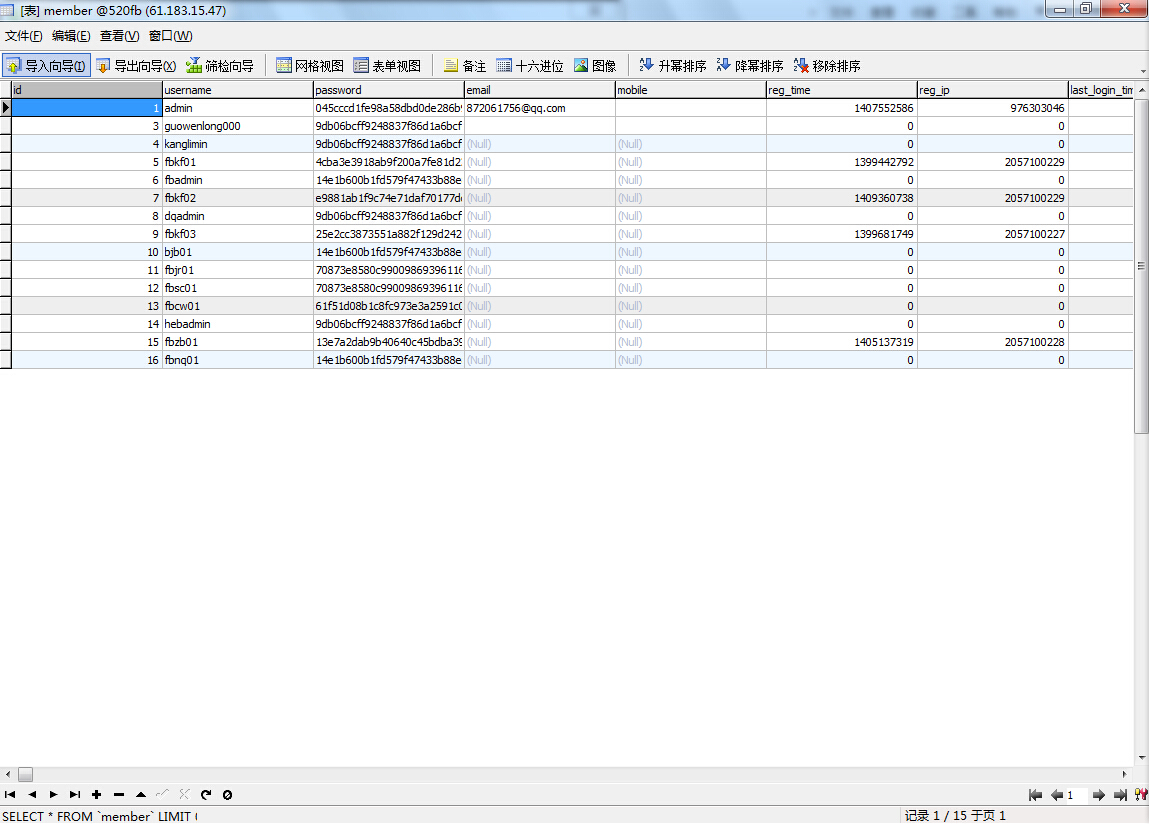 [表] member @520fb (61.183.15.47)
文件(F) 编辑(E) 查看(V) 窗口(W)
导入向导(I) 导出向导(X) 筛检向导 网格视图 表单视图 备注 十六进位 图像 升幂排序 降幂排序 移除排序
id username password email mobile reg_time reg_ip last_login_tim
1 admin 045cccd1fe98a58dbd0de286b 872061756@qq.com 1407552586 976303046
3 guowenlong000 9db06bcff9248837f86d1a6bcf 0 0
4 kanglimin 9db06bcff9248837f86d1a6bcf (Null) (Null) 0 0
5 fbkf01 4cba3e3918ab9f200a7fe81d2 (Null) (Null) 1399442792 2057100229
6 fbadmin 14e1b600b1fd579f47433b88e (Null) (Null) 0 0
7 fbkf02 e9881ab1f9c74e71daf70177d (Null) (Null) 1409360738 2057100229
8 dqadmin 9db06bcff9248837f86d1a6bcf (Null) (Null) 0 0
9 fbkf03 25e2cc3873551a882f129d242 (Null) (Null) 1399681749 2057100227
10 bjb01 14e1b600b1fd579f47433b88e (Null) (Null) 0 0
11 fbjr01 70873e8580c9900986939611 (Null) (Null) 0 0
12 fbsc01 70873e8580c9900986939611 (Null) (Null) 0 0
13 fbcw01 61f51d08b1c8fc973e3a2591c (Null) (Null) 0 0
14 hebadmin 9db06bcff9248837f86d1a6bcf (Null) (Null) 0 0
15 fbzb01 13e7a2dab9b40640c45bdba39 (Null) (Null) 1405137319 2057100228
16 fbnq01 14e1b600b1fd579f47433b88e (Null) (Null) 0 0
1
SELECT * FROM `member` LIMIT ( 记录 1 / 15 于页 1